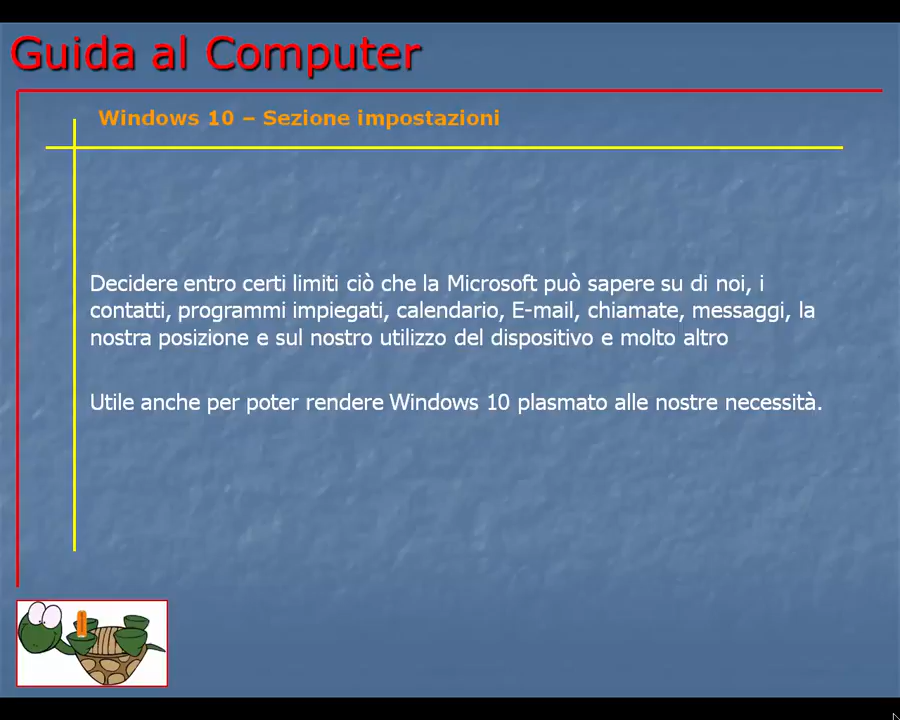 Guida al Computer
Windows 10 – Sezione impostazioni
Decidere entro certi limiti ciò che la Microsoft può sapere su di noi, i
contatti, programmi impiegati, calendario, E-mail, chiamate, messaggi, la
nostra posizione e sul nostro utilizzo del dispositivo e molto altro
Utile anche per poter rendere Windows 10 plasmato alle nostre necessità.